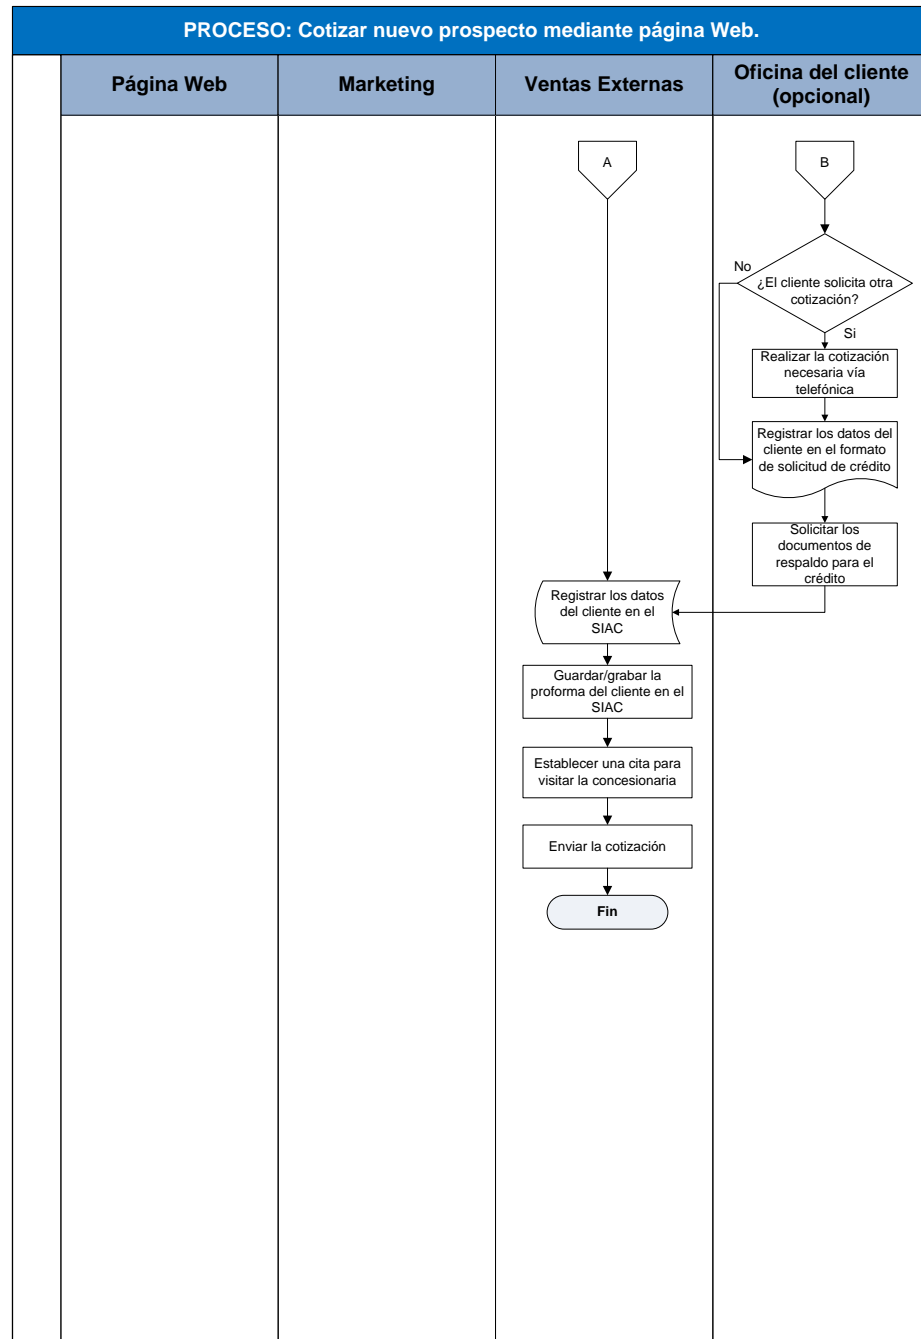 PROCESO: Cotizar nuevo prospecto mediante página Web.
Página Web
Marketing
Ventas Externas
Oficina del cliente
(opcional)
A
B
No
¿El cliente solicita otra
cotización?
Si
Realizar la cotización
necesaria vía
telefónica
Registrar los datos del
cliente en el formato
de solicitud de crédito
Solicitar los
documentos de
respaldo para el
crédito
Registrar los datos
del cliente en el
SIAC
Guardar/grabar la
proforma del cliente en el
SIAC
Establecer una cita para
visitar la concesionaria
Enviar la cotización
Fin